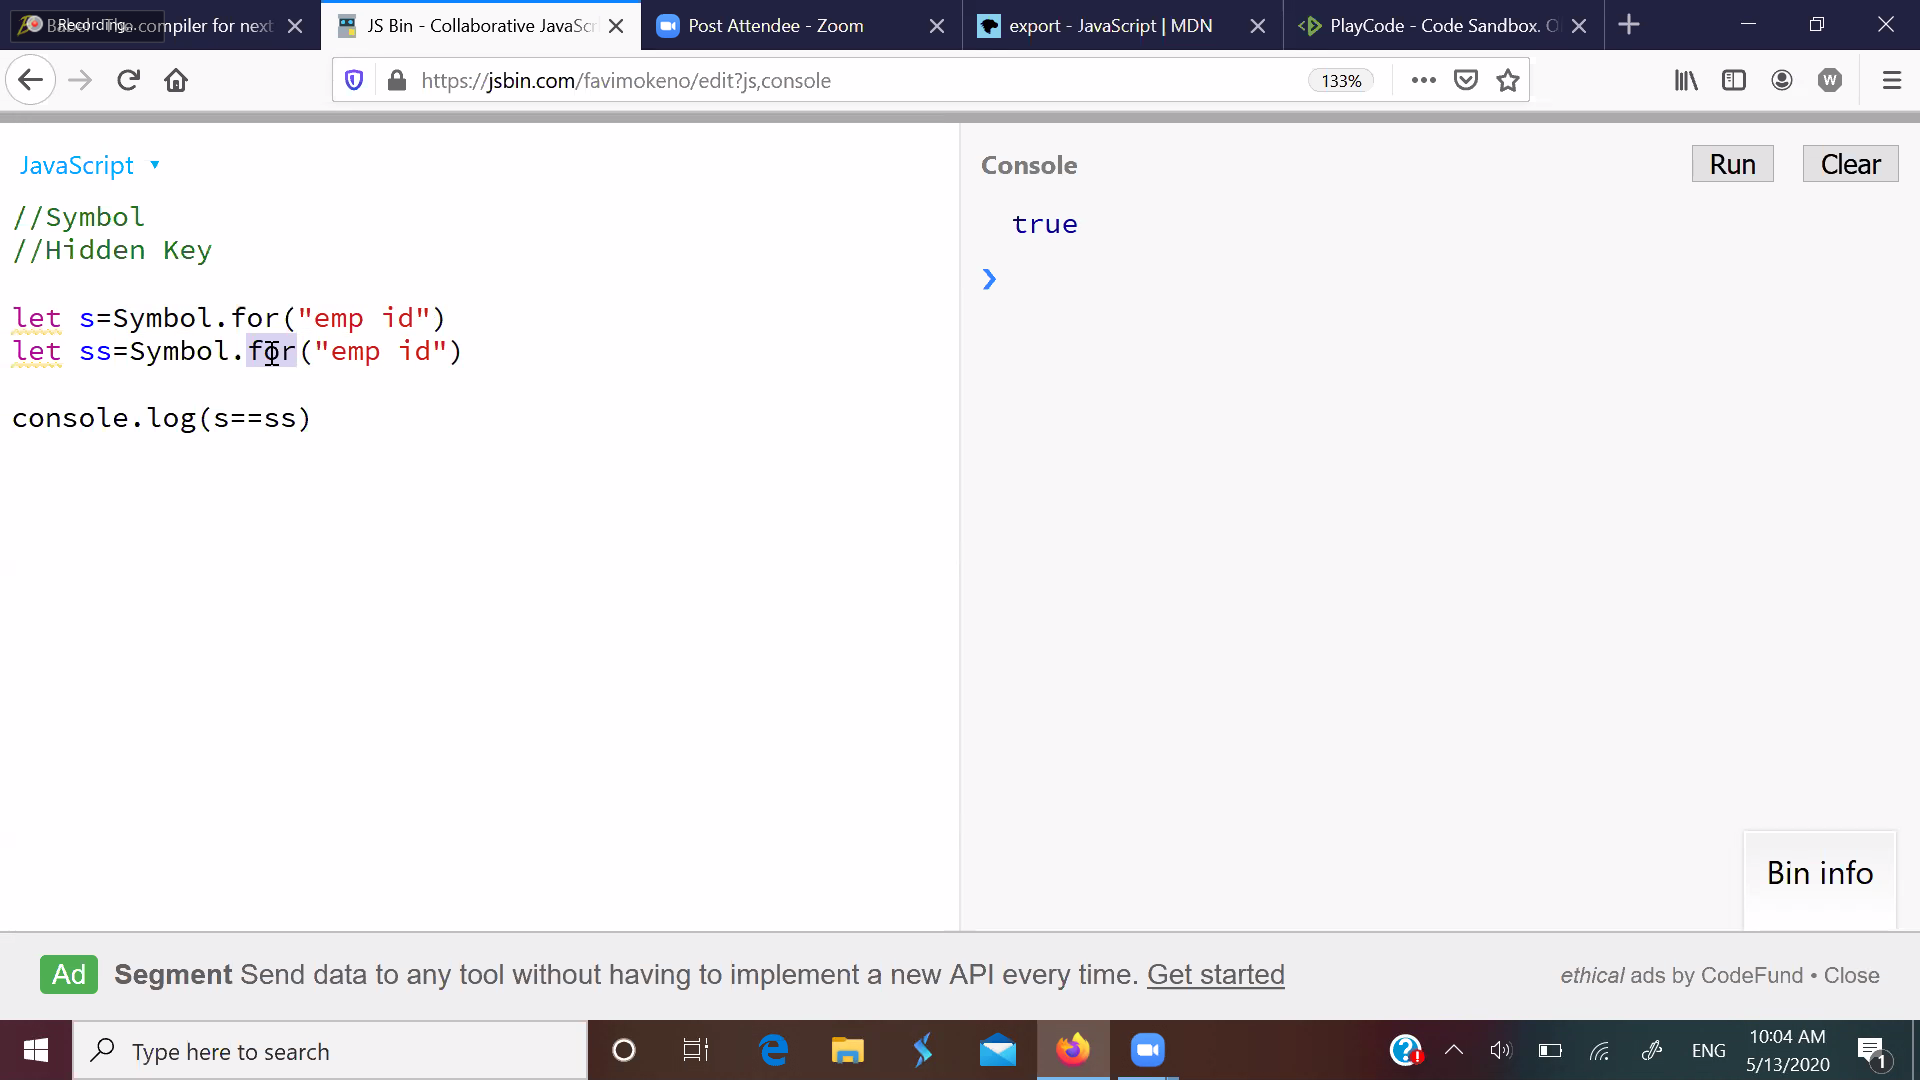 Recording...
Babel · The compiler for next
JS Bin - Collaborative JavaScri
Post Attendee - Zoom
export - JavaScript | MDN
PlayCode - Code Sandbox. O
https://jsbin.com/favimokeno/edit?js,console
133%
W
JavaScript
Console
Run
Clear
//Symbol
//Hidden Key
let s=Symbol.for("emp id")
let ss=Symbol.for("emp id")
console.log(s==ss)
true
Bin info
Ad
Segment Send data to any tool without having to implement a new API every time. Get started
ethical ads by CodeFund • Close
Type here to search
ENG
10:04 AM
5/13/2020
1